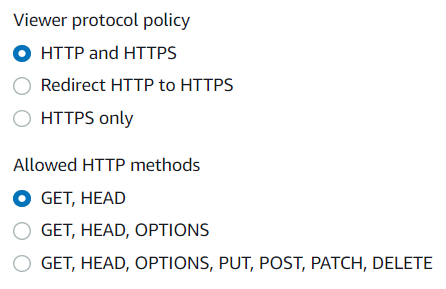 Viewer protocol policy
HTTP and HTTPS
Redirect HTTP to HTTPS
HTTPS only
Allowed HTTP methods
GET, HEAD
GET, HEAD, OPTIONS
GET, HEAD, OPTIONS, PUT, POST, PATCH, DELETE